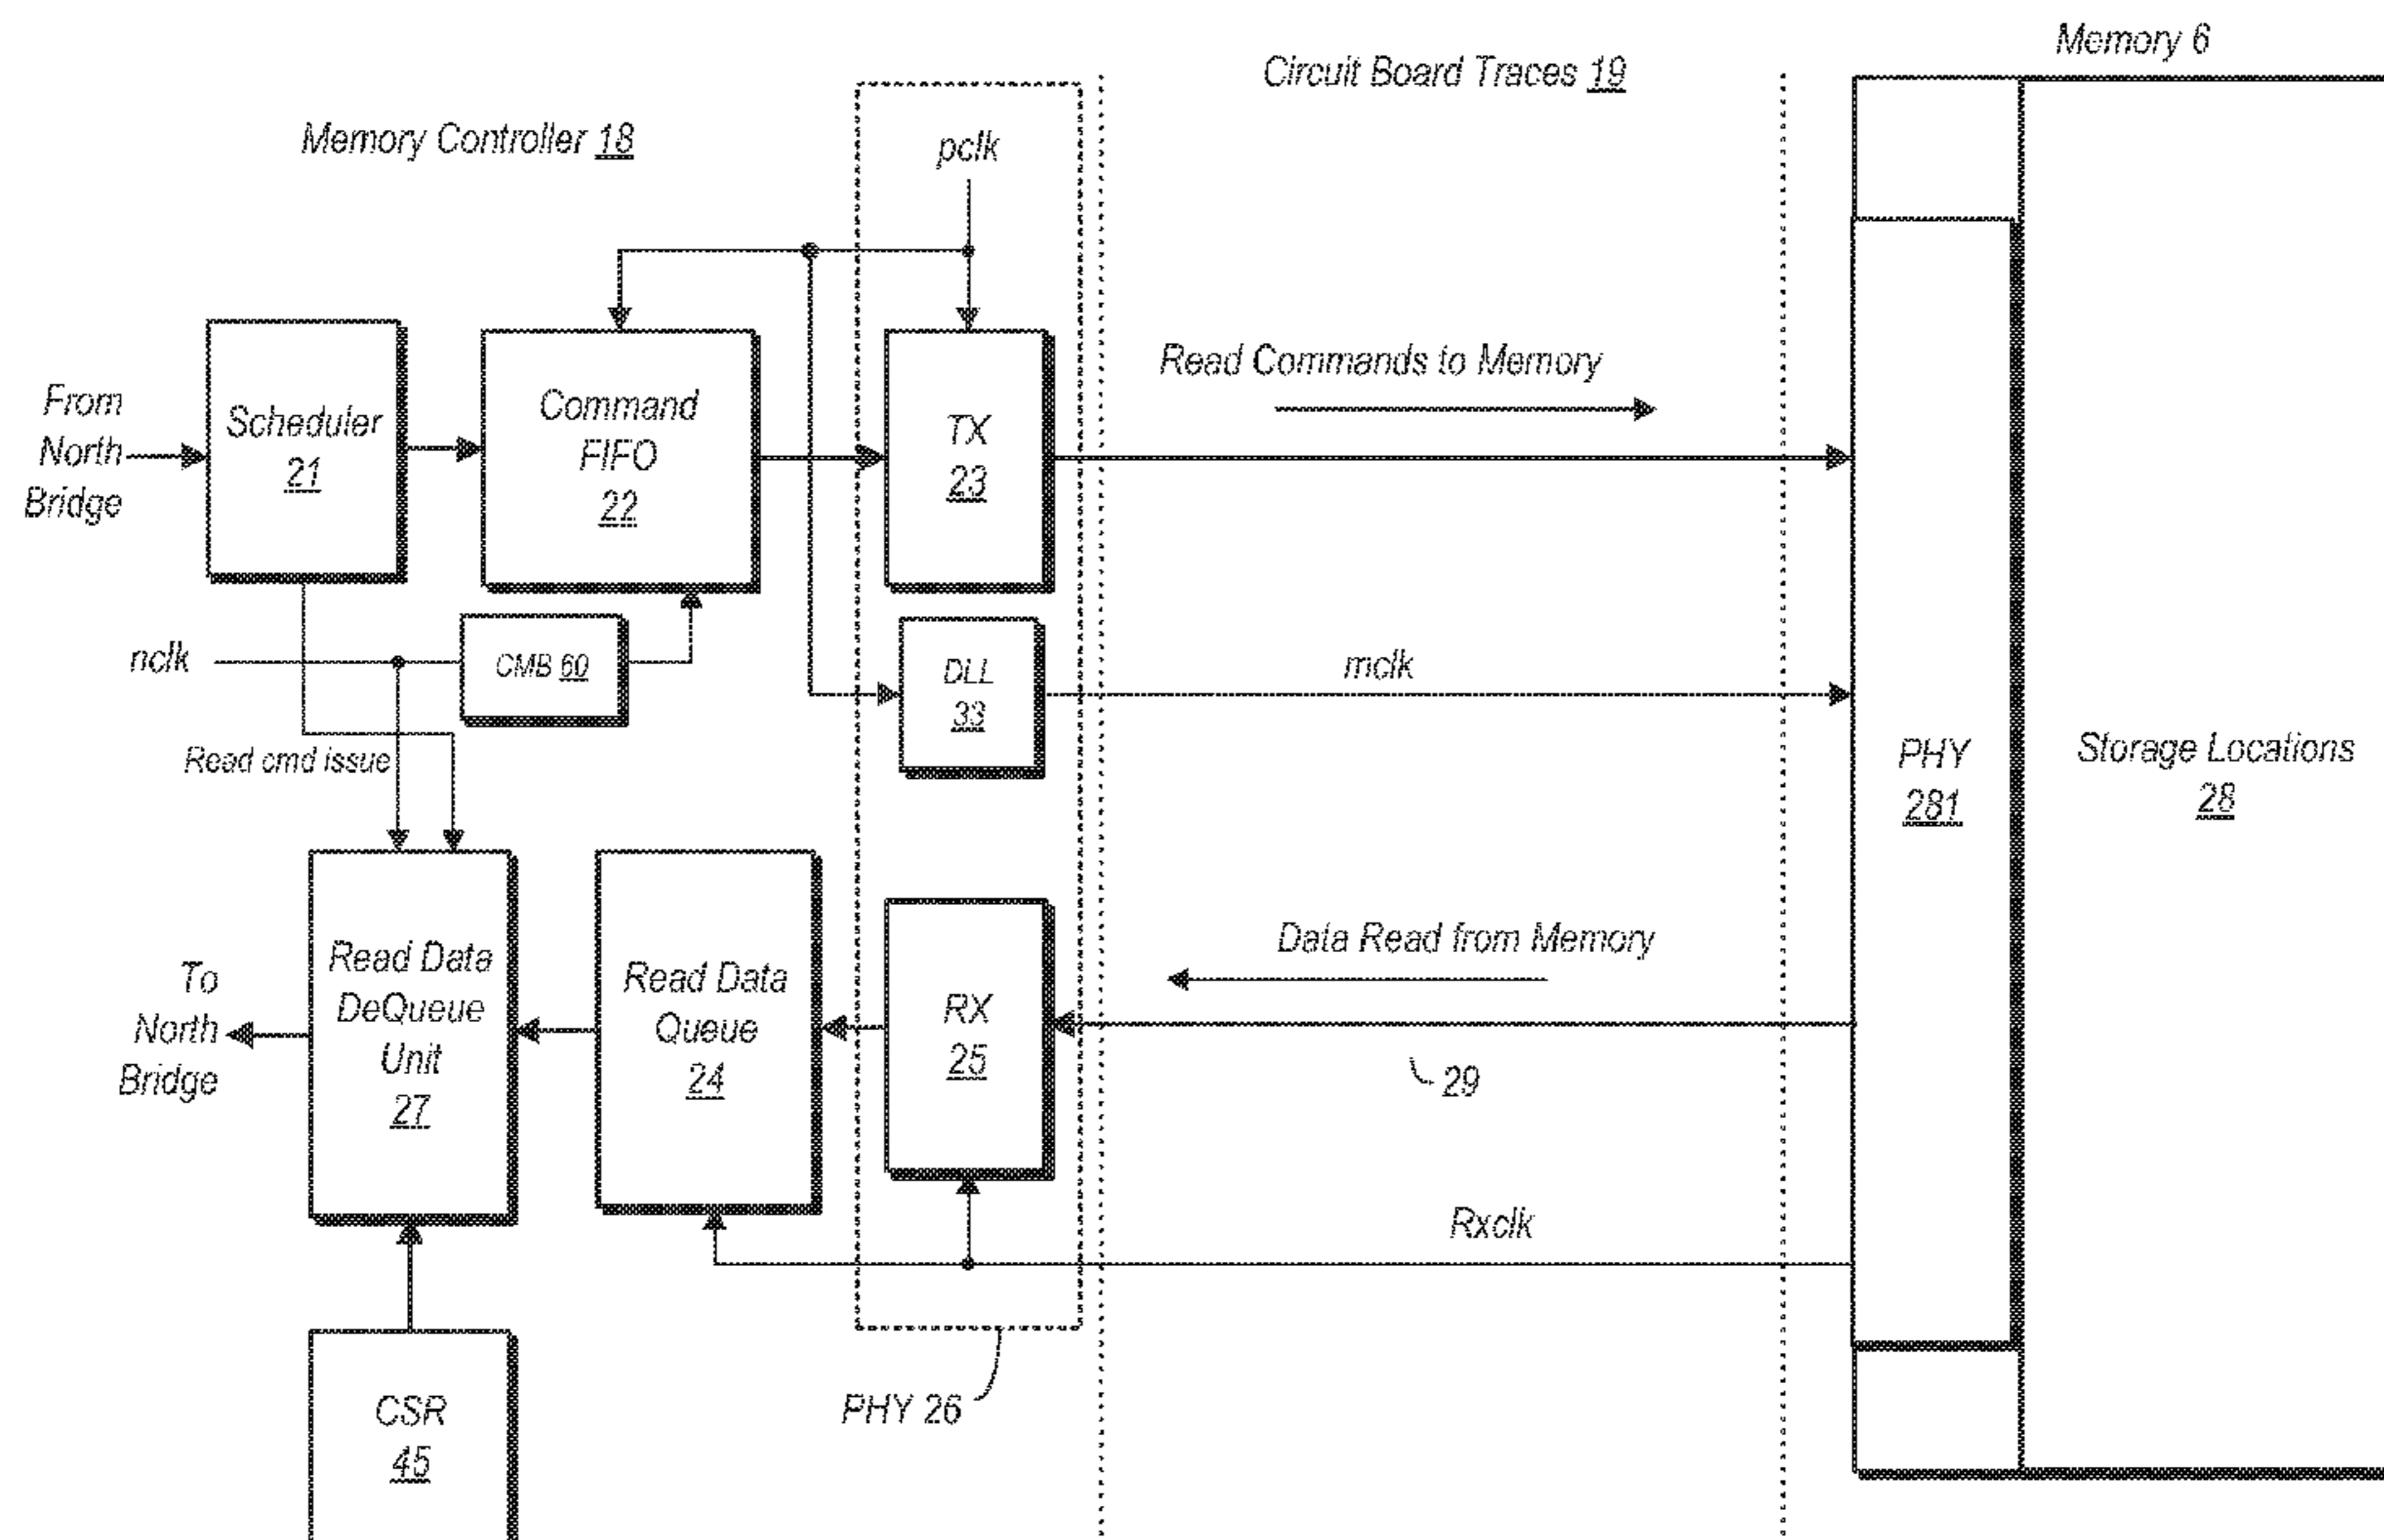 Memory 6
Circuit Board Traces 19
Memory Controller 18
pclk
From
North
Bridge
Scheduler
21
Command
FIFO
22
TX
23
Read Commands to Memory
nclk
CMB 60
DLL
33
mclk
Read cmd issue
PHY
281
Storage Locations
28
To
North
Bridge
Read Data
DeQueue
Unit
27
Read Data
Queue
24
RX
25
Data Read from Memory
29
Rxclk
PHY 26
CSR
45